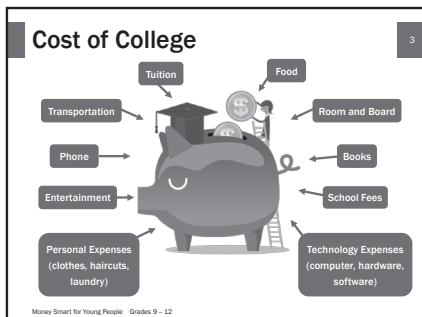 Cost of College
3
Tuition
Food
Transportation
Room and Board
Phone
Books
Entertainment
School Fees
Personal Expenses
(clothes, haircuts,
laundry)
Technology Expenses
(computer, hardware,
software)
Money Smart for Young People Grades 9 – 12
$